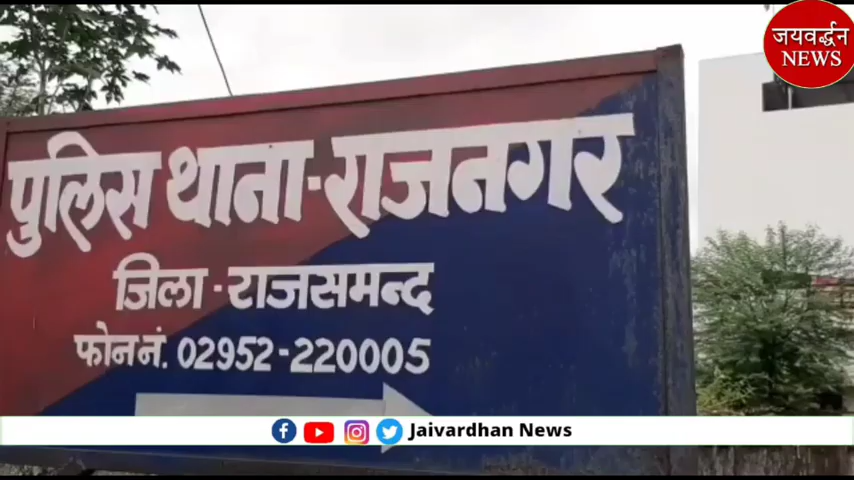 जयवर्द्धन
NEWS
पुलिस थाना-राजनगर
जिला-राजसमन्द
फोन नं. 02952-220005
Jaivardhan News